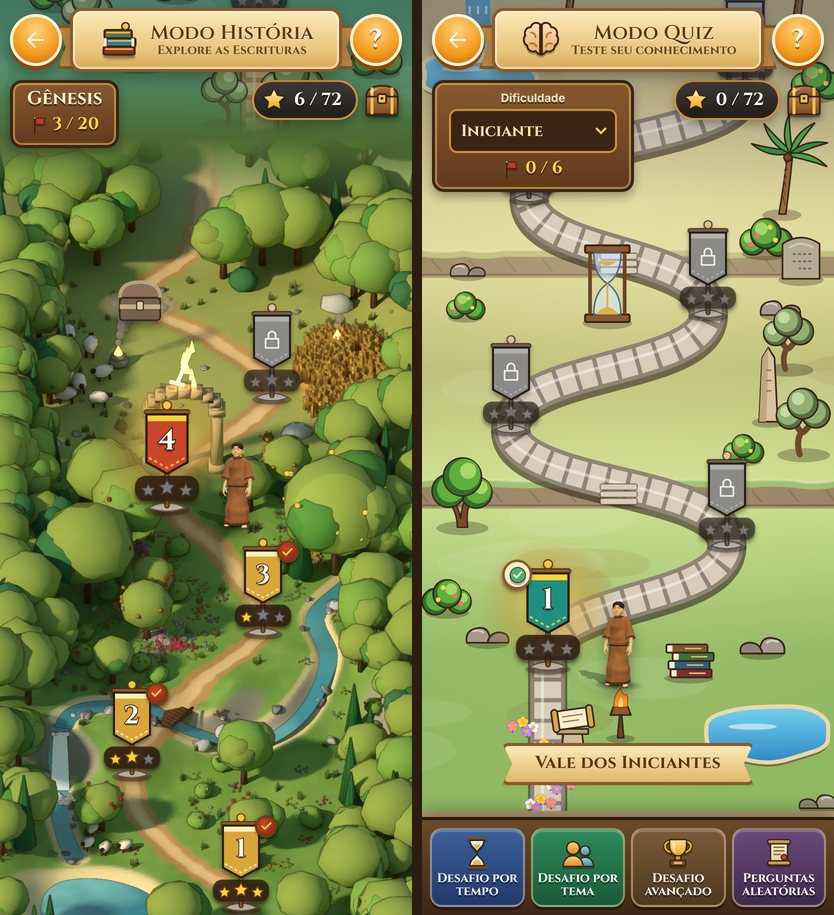 MODO HISTÓRIA
EXPLORE AS ESCRITURAS
?
GÊNESIS
3 / 20
6 / 72
4
3
2
1
MODO QUIZ
TESTE SEU CONHECIMENTO
?
Dificuldade
INICIANTE
0 / 6
0 / 72
1
VALE DOS INICIANTES
DESAFIO POR
TEMPO
DESAFIO POR
TEMA
DESAFIO
AVANÇADO
PERGUNTAS
ALEATÓRIAS